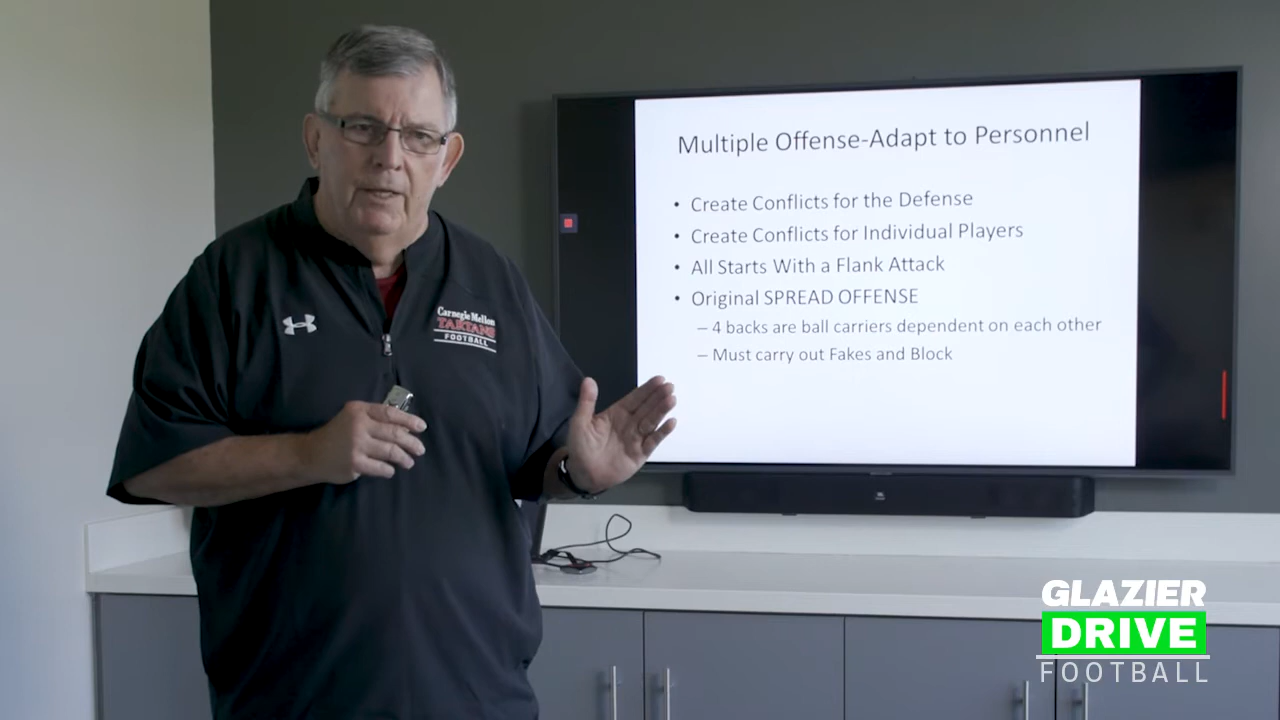 Multiple Offense-Adapt to Personnel
• Create Conflicts for the Defense
• Create Conflicts for Individual Players
• All Starts With a Flank Attack
• Original SPREAD OFFENSE
– 4 backs are ball carriers dependent on each other
– Must carry out Fakes and Block
Carnegie Mellon
TARTANS
FOOTBALL
JBL
GLAZIER
DRIVE
FOOTBALL